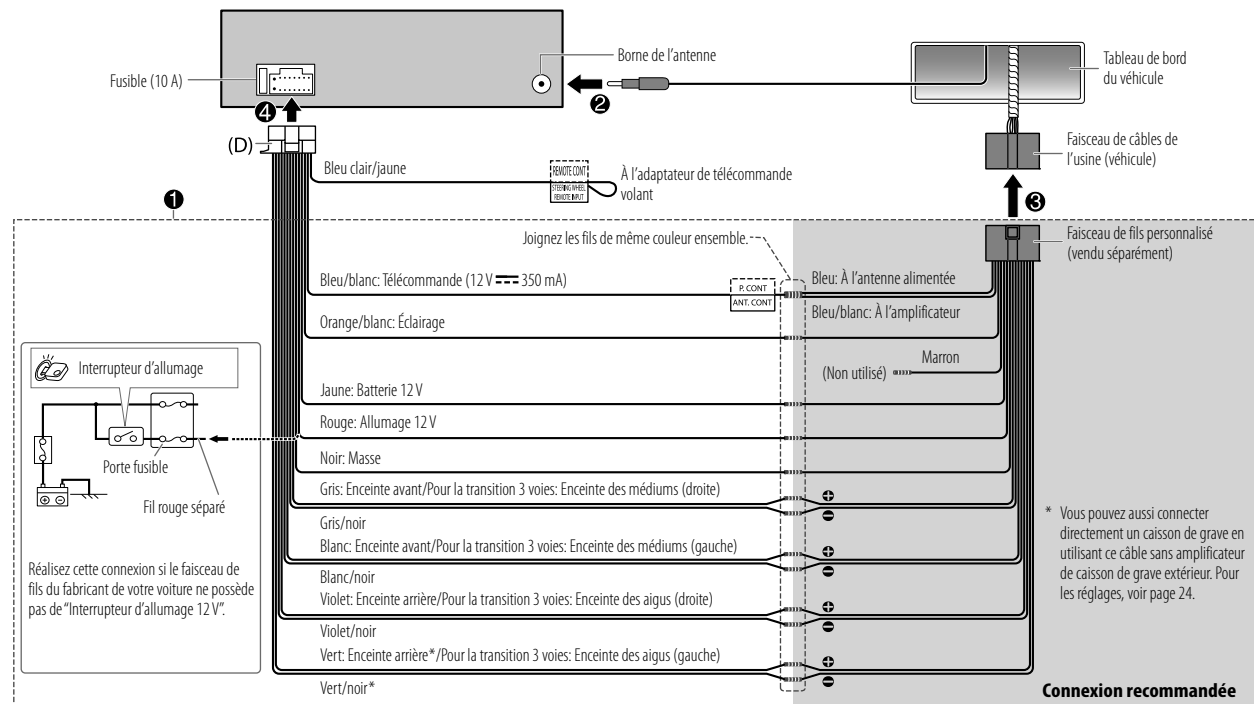 Fusible (10 A)
Borne de l'antenne
Tableau de bord
du véhicule
❹
❷
(D)
Faisceau de câbles de
l'usine (véhicule)
Bleu clair/jaune
REMOTE CONT
STEERING WHEEL
REMOTE INPUT
À l'adaptateur de télécommande
volant
❶
❸
Joignez les fils de même couleur ensemble.
Faisceau de fils personnalisé
(vendu séparément)
Bleu/blanc: Télécommande (12 V ⎓ 350 mA)
P. CONT
ANT. CONT
Bleu: À l'antenne alimentée
Bleu/blanc: À l'amplificateur
Orange/blanc: Éclairage
Marron
(Non utilisé)
Interrupteur d'allumage
Jaune: Batterie 12 V
Rouge: Allumage 12 V
Porte fusible
Noir: Masse
Fil rouge séparé
Gris: Enceinte avant/Pour la transition 3 voies: Enceinte des médiums (droite)
Gris/noir
Blanc: Enceinte avant/Pour la transition 3 voies: Enceinte des médiums (gauche)
Blanc/noir
Violet: Enceinte arrière/Pour la transition 3 voies: Enceinte des aigus (droite)
Violet/noir
Vert: Enceinte arrière*/Pour la transition 3 voies: Enceinte des aigus (gauche)
Vert/noir*
Réalisez cette connexion si le faisceau de
fils du fabricant de votre voiture ne possède
pas de "Interrupteur d'allumage 12 V".
* Vous pouvez aussi connecter
directement un caisson de grave en
utilisant ce câble sans amplificateur
de caisson de grave extérieur. Pour
les réglages, voir page 24.
Connexion recommandée